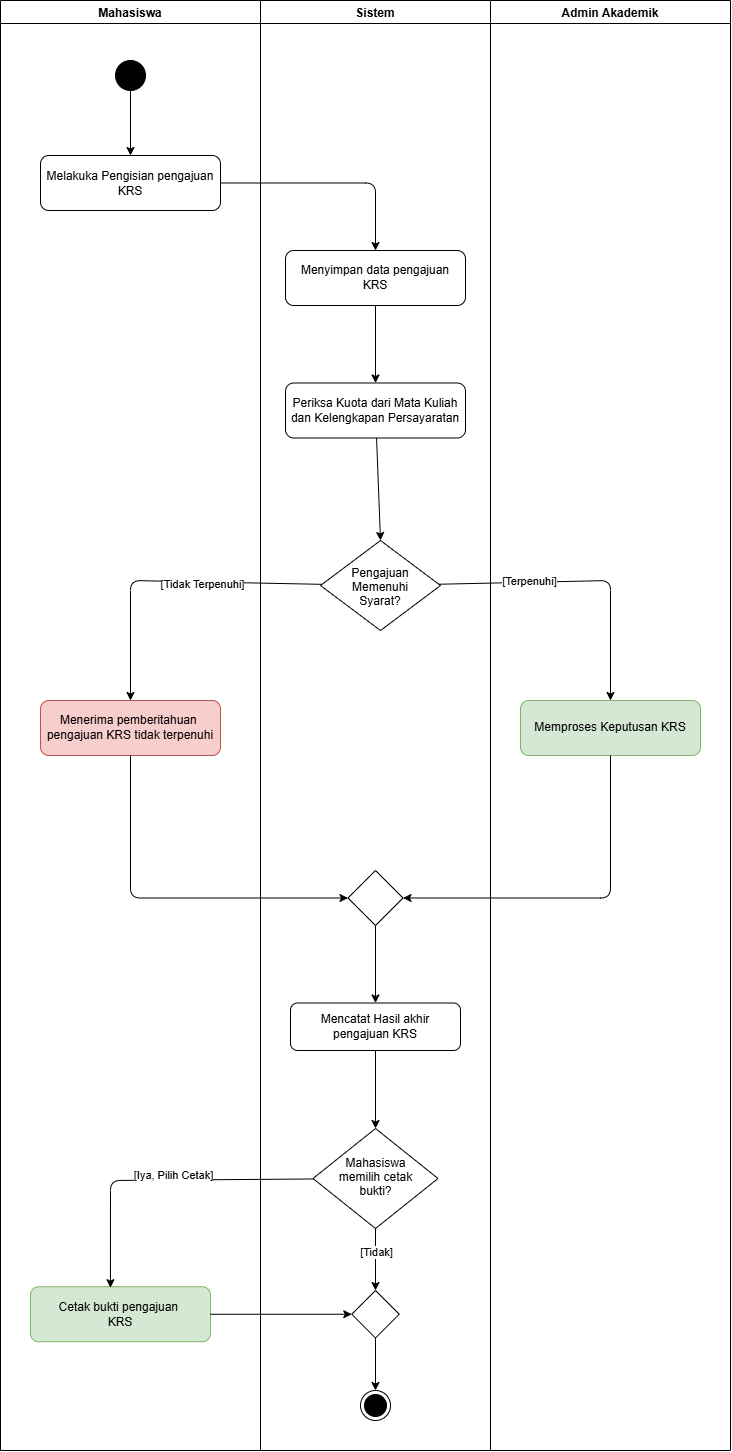 Mahasiswa
Sistem
Admin Akademik
Melakuka Pengisian pengajuan
KRS
Menyimpan data pengajuan
KRS
Periksa Kuota dari Mata Kuliah
dan Kelengkapan Persayaratan
Pengajuan
Memenuhi
Syarat?
[Tidak Terpenuhi]
[Terpenuhi]
Menerima pemberitahuan
pengajuan KRS tidak terpenuhi
Memproses Keputusan KRS
Mencatat Hasil akhir
pengajuan KRS
Mahasiswa
memilih cetak
bukti?
[Iya, Pilih Cetak]
[Tidak]
Cetak bukti pengajuan
KRS